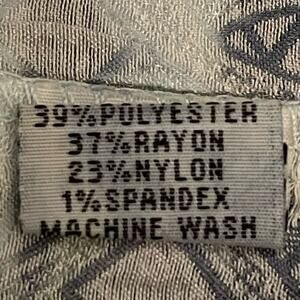 39%POLYESTER
37%RAYON
23%NYLON
1%SPANDEX
MACHINE WASH